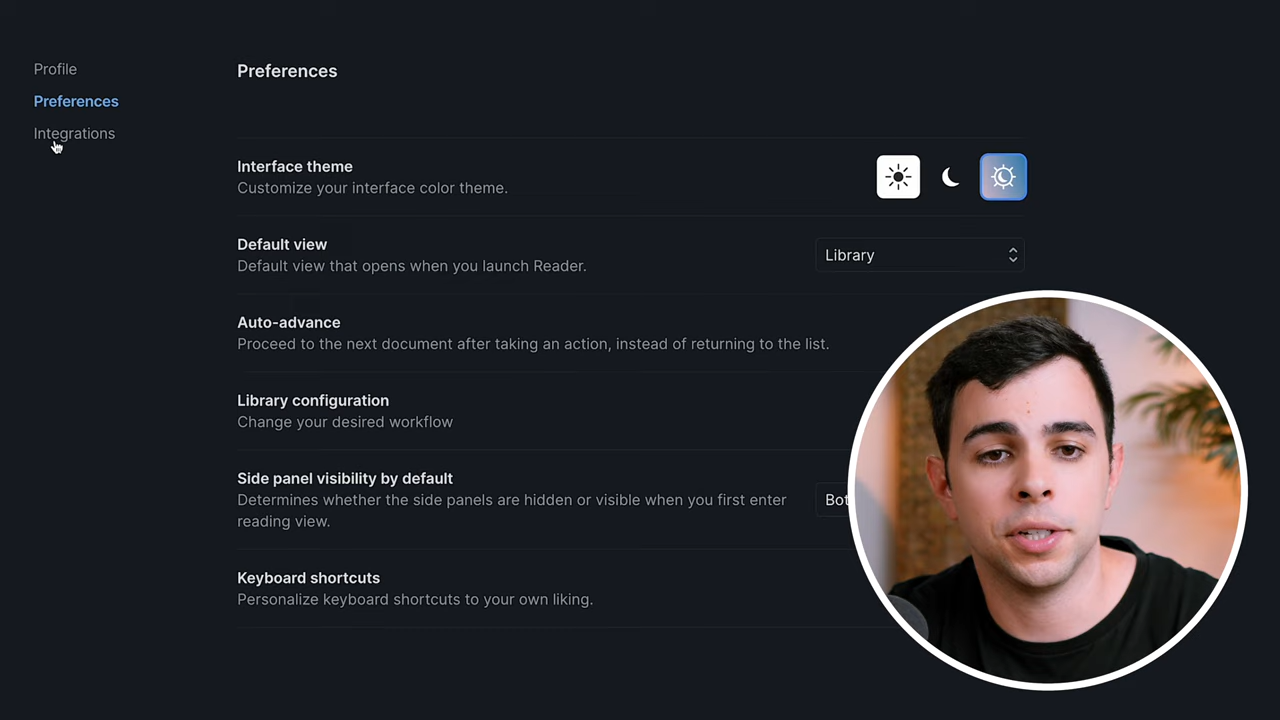 Profile
Preferences
Integrations
Preferences
Interface theme
Customize your interface color theme.
Default view
Default view that opens when you launch Reader.
Library
Auto-advance
Proceed to the next document after taking an action, instead of returning to the list.
Library configuration
Change your desired workflow
Side panel visibility by default
Determines whether the side panels are hidden or visible when you first enter
reading view.
Keyboard shortcuts
Personalize keyboard shortcuts to your own liking.